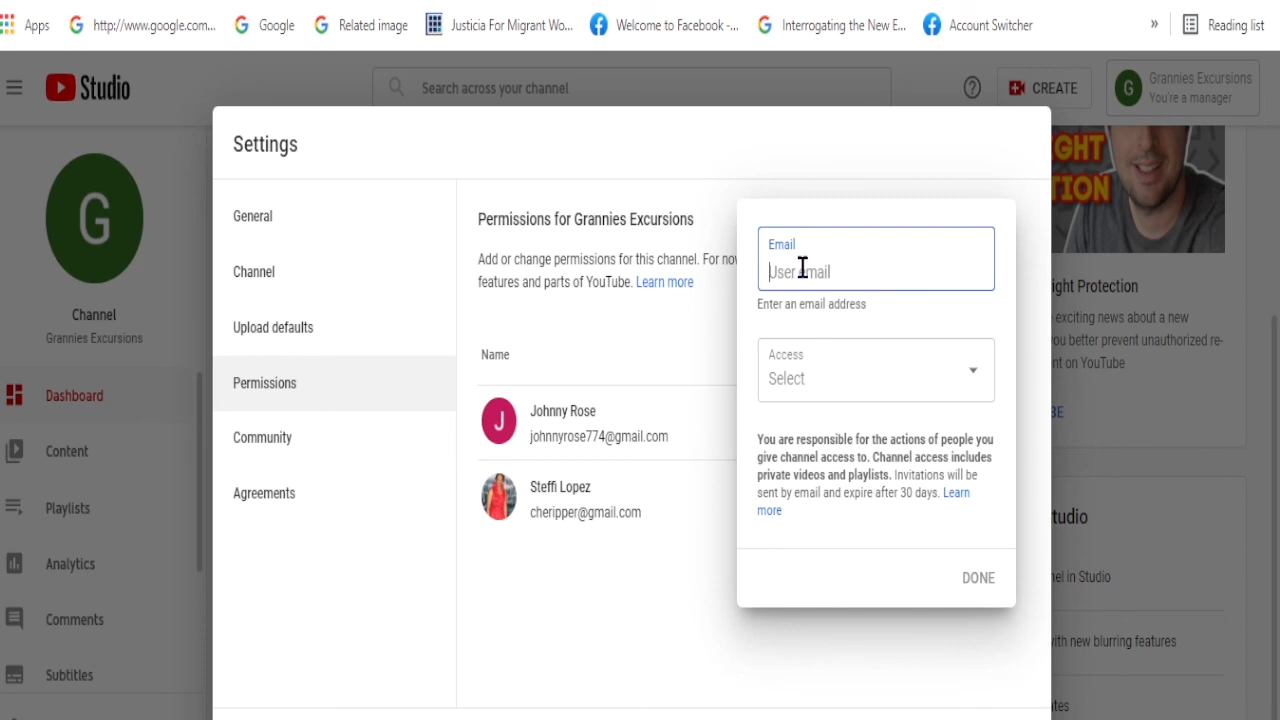 Apps
http://www.google.com...
Google
Related image
Justicia For Migrant Wo...
Welcome to Facebook -...
Interrogating the New E...
Account Switcher
»
Reading list
Studio
Search across your channel
CREATE
Grannies Excursions
You're a manager
G
G
Channel
Grannies Excursions
Dashboard
Content
Playlists
Analytics
Comments
Subtitles
Settings
General
Channel
Upload defaults
Permissions
Community
Agreements
Permissions for Grannies Excursions
Add or change permissions for this channel. For nov
features and parts of YouTube. Learn more
Name
J
Johnny Rose
johnnyrose774@gmail.com
Steffi Lopez
cheripper@gmail.com
Email
User email
Enter an email address
Access
Select
You are responsible for the actions of people you
give channel access to. Channel access includes
private videos and playlists. Invitations will be
sent by email and expire after 30 days. Learn
more
DONE
GHT
TION
ight Protection
exciting news about a new
ou better prevent unauthorized re-
nt on YouTube
BE
tudio
nel in Studio
with new blurring features
ates